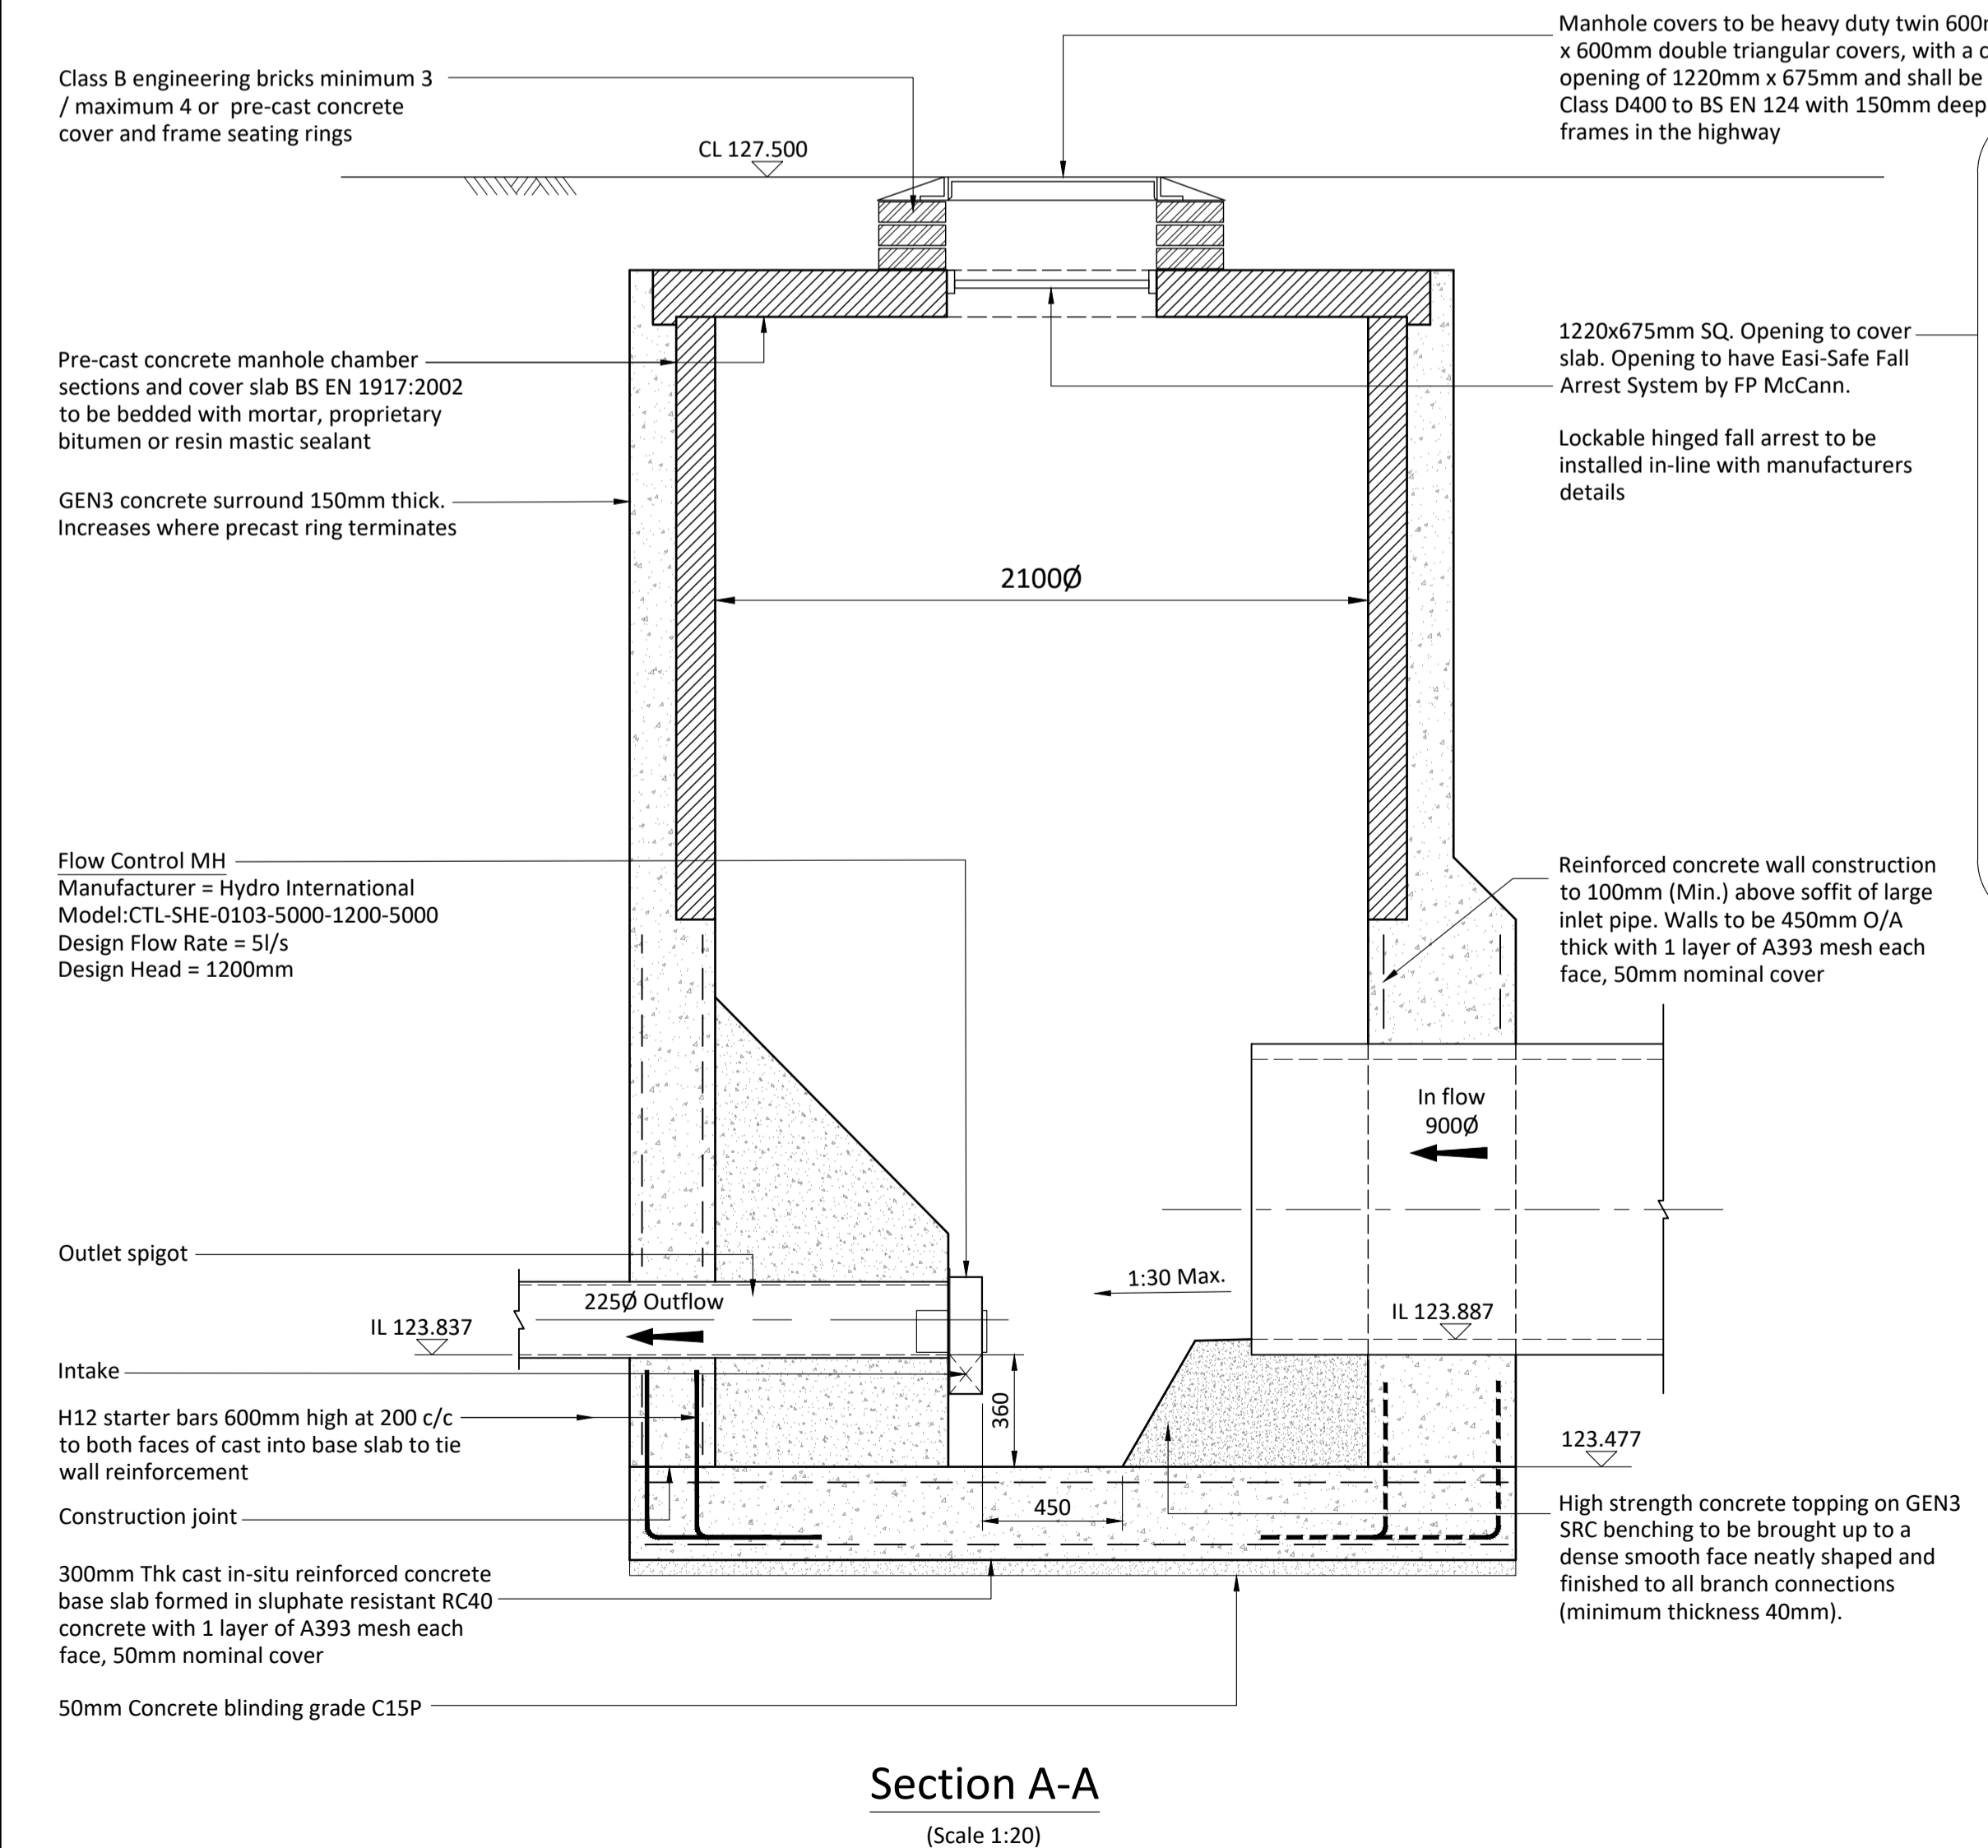 Class B engineering bricks minimum 3
/ maximum 4 or pre-cast concrete
cover and frame seating rings
CL 127.500
Manhole covers to be heavy duty twin
x 600mm double triangular covers, with a
opening of 1220mm x 675mm and shall be
Class D400 to BS EN 124 with 150mm deep
frames in the highway
Pre-cast concrete manhole chamber
sections and cover slab BS EN 1917:2002
to be bedded with mortar, proprietary
bitumen or resin mastic sealant
GEN3 concrete surround 150mm thick.
Increases where precast ring terminates
1220x675mm SQ. Opening to cover
slab. Opening to have Easi-Safe Fall
Arrest System by FP McCann.
Lockable hinged fall arrest to be
installed in-line with manufacturers
details
2100Ø
Flow Control MH
Manufacturer = Hydro International
Model:CTL-SHE-0103-5000-1200-5000
Design Flow Rate = 5l/s
Design Head = 1200mm
Reinforced concrete wall construction
to 100mm (Min.) above soffit of large
inlet pipe. Walls to be 450mm O/A
thick with 1 layer of A393 mesh each
face, 50mm nominal cover
In flow
900Ø
Outlet spigot
225Ø Outflow
1:30 Max.
IL 123.887
IL 123.837
Intake
H12 starter bars 600mm high at 200 c/c
to both faces of cast into base slab to tie
wall reinforcement
360
123.477
Construction joint
450
High strength concrete topping on GEN3
SRC benching to be brought up to a
dense smooth face neatly shaped and
finished to all branch connections
(minimum thickness 40mm).
300mm Thk cast in-situ reinforced concrete
base slab formed in sluphate resistant RC40
concrete with 1 layer of A393 mesh each
face, 50mm nominal cover
50mm Concrete blinding grade C15P
Section A-A
(Scale 1:20)